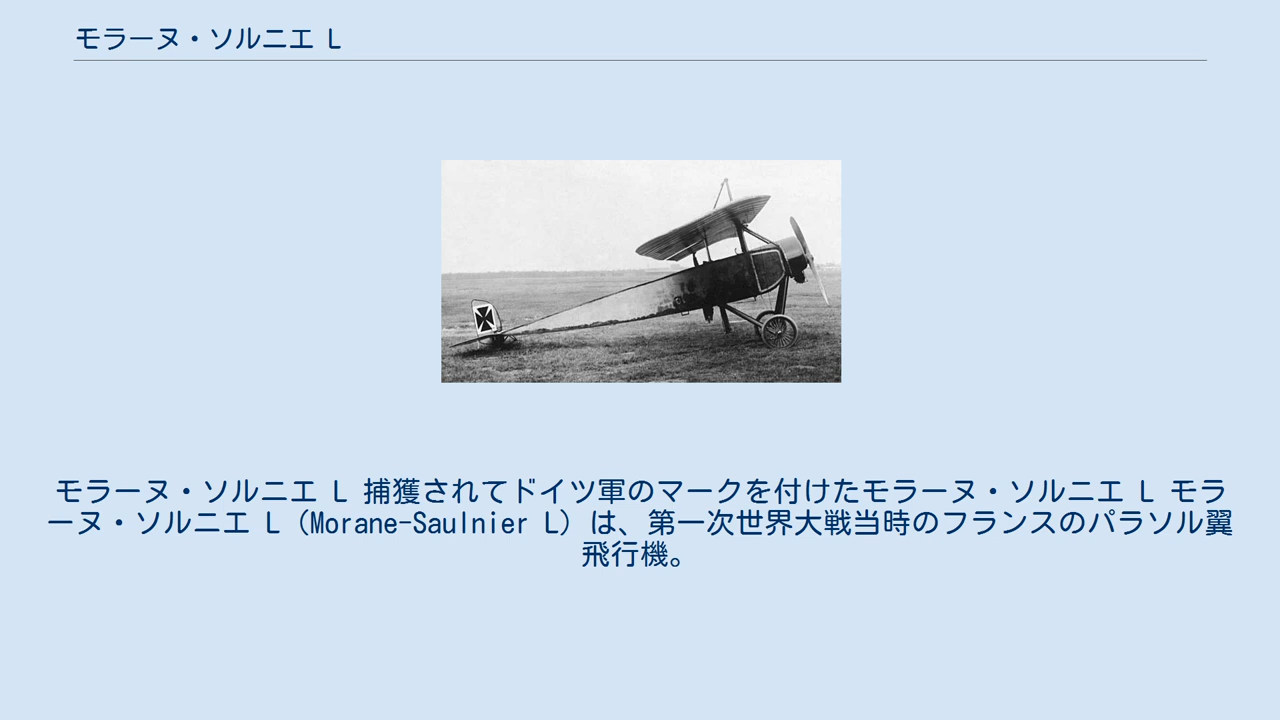 モラーヌ・ソルニエ L
モラーヌ・ソルニエ L 捕獲されてドイツ軍のマークを付けたモラーヌ・ソルニエ L モラ
ーヌ・ソルニエ L（Morane-Saulnier L）は、第一次世界大戦当時のフランスのパラソル翼
飛行機。